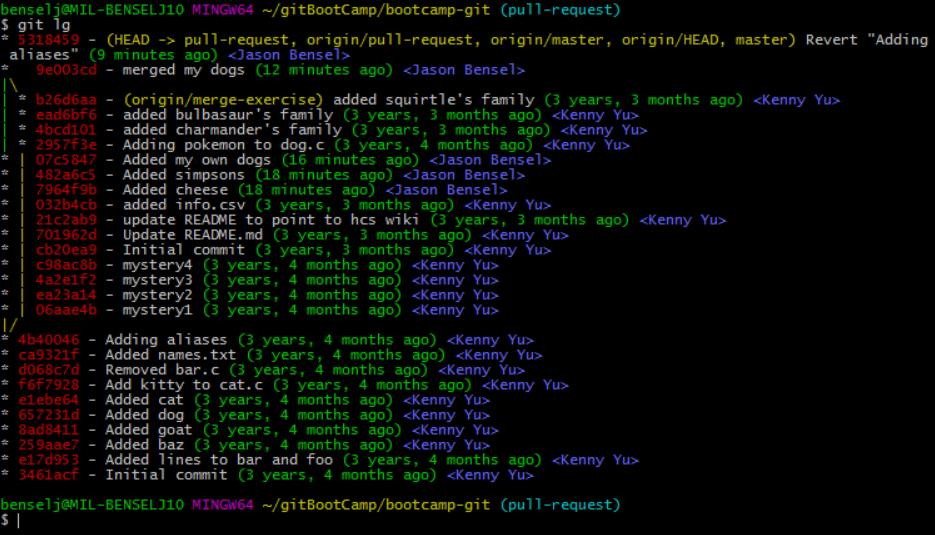 benselj@MIL-BENSELJ10 MINGW64 ~/gitBootCamp/bootcamp-git (pull-request)
$ git lg
* 5318459 - (HEAD -> pull-request, origin/pull-request, origin/master, origin/HEAD, master) Revert "Adding
 aliases" (9 minutes ago) <Jason Bensel>
*   9e003cd - merged my dogs (12 minutes ago) <Jason Bensel>
|\
| * b26d6aa - (origin/merge-exercise) added squirtle's family (3 years, 3 months ago) <Kenny Yu>
| * ead6bf6 - added bulbasaur's family (3 years, 3 months ago) <Kenny Yu>
| * 4bcd101 - added charmander's family (3 years, 3 months ago) <Kenny Yu>
| * 2957f3e - Adding pokemon to dog.c (3 years, 4 months ago) <Kenny Yu>
* | 07c5847 - Added my own dogs (16 minutes ago) <Jason Bensel>
* | 482a6c5 - Added simpsons (18 minutes ago) <Jason Bensel>
* | 7964f9b - Added cheese (18 minutes ago) <Jason Bensel>
* | 032b4cb - added info.csv (3 years, 3 months ago) <Kenny Yu>
* | 21c2ab9 - update README to point to hcs wiki (3 years, 3 months ago) <Kenny Yu>
* | 701962d - Update README.md (3 years, 3 months ago) <Kenny Yu>
* | cb20ea9 - Initial commit (3 years, 3 months ago) <Kenny Yu>
* | c98ac8b - mystery4 (3 years, 4 months ago) <Kenny Yu>
* | 4a2e1f2 - mystery3 (3 years, 4 months ago) <Kenny Yu>
* | ea23a14 - mystery2 (3 years, 4 months ago) <Kenny Yu>
* | 06aae4b - mystery1 (3 years, 4 months ago) <Kenny Yu>
|/
* 4b40046 - Adding aliases (3 years, 4 months ago) <Kenny Yu>
* ca9321f - Added names.txt (3 years, 4 months ago) <Kenny Yu>
* d068c7d - Removed bar.c (3 years, 4 months ago) <Kenny Yu>
* f6f7928 - Add kitty to cat.c (3 years, 4 months ago) <Kenny Yu>
* e1ebe64 - Added cat (3 years, 4 months ago) <Kenny Yu>
* 657231d - Added dog (3 years, 4 months ago) <Kenny Yu>
* 8ad8411 - Added goat (3 years, 4 months ago) <Kenny Yu>
* 259aae7 - Added baz (3 years, 4 months ago) <Kenny Yu>
* e17d953 - Added lines to bar and foo (3 years, 4 months ago) <Kenny Yu>
* 3461acf - Initial commit (3 years, 4 months ago) <Kenny Yu>
benselj@MIL-BENSELJ10 MINGW64 ~/gitBootCamp/bootcamp-git (pull-request)
$